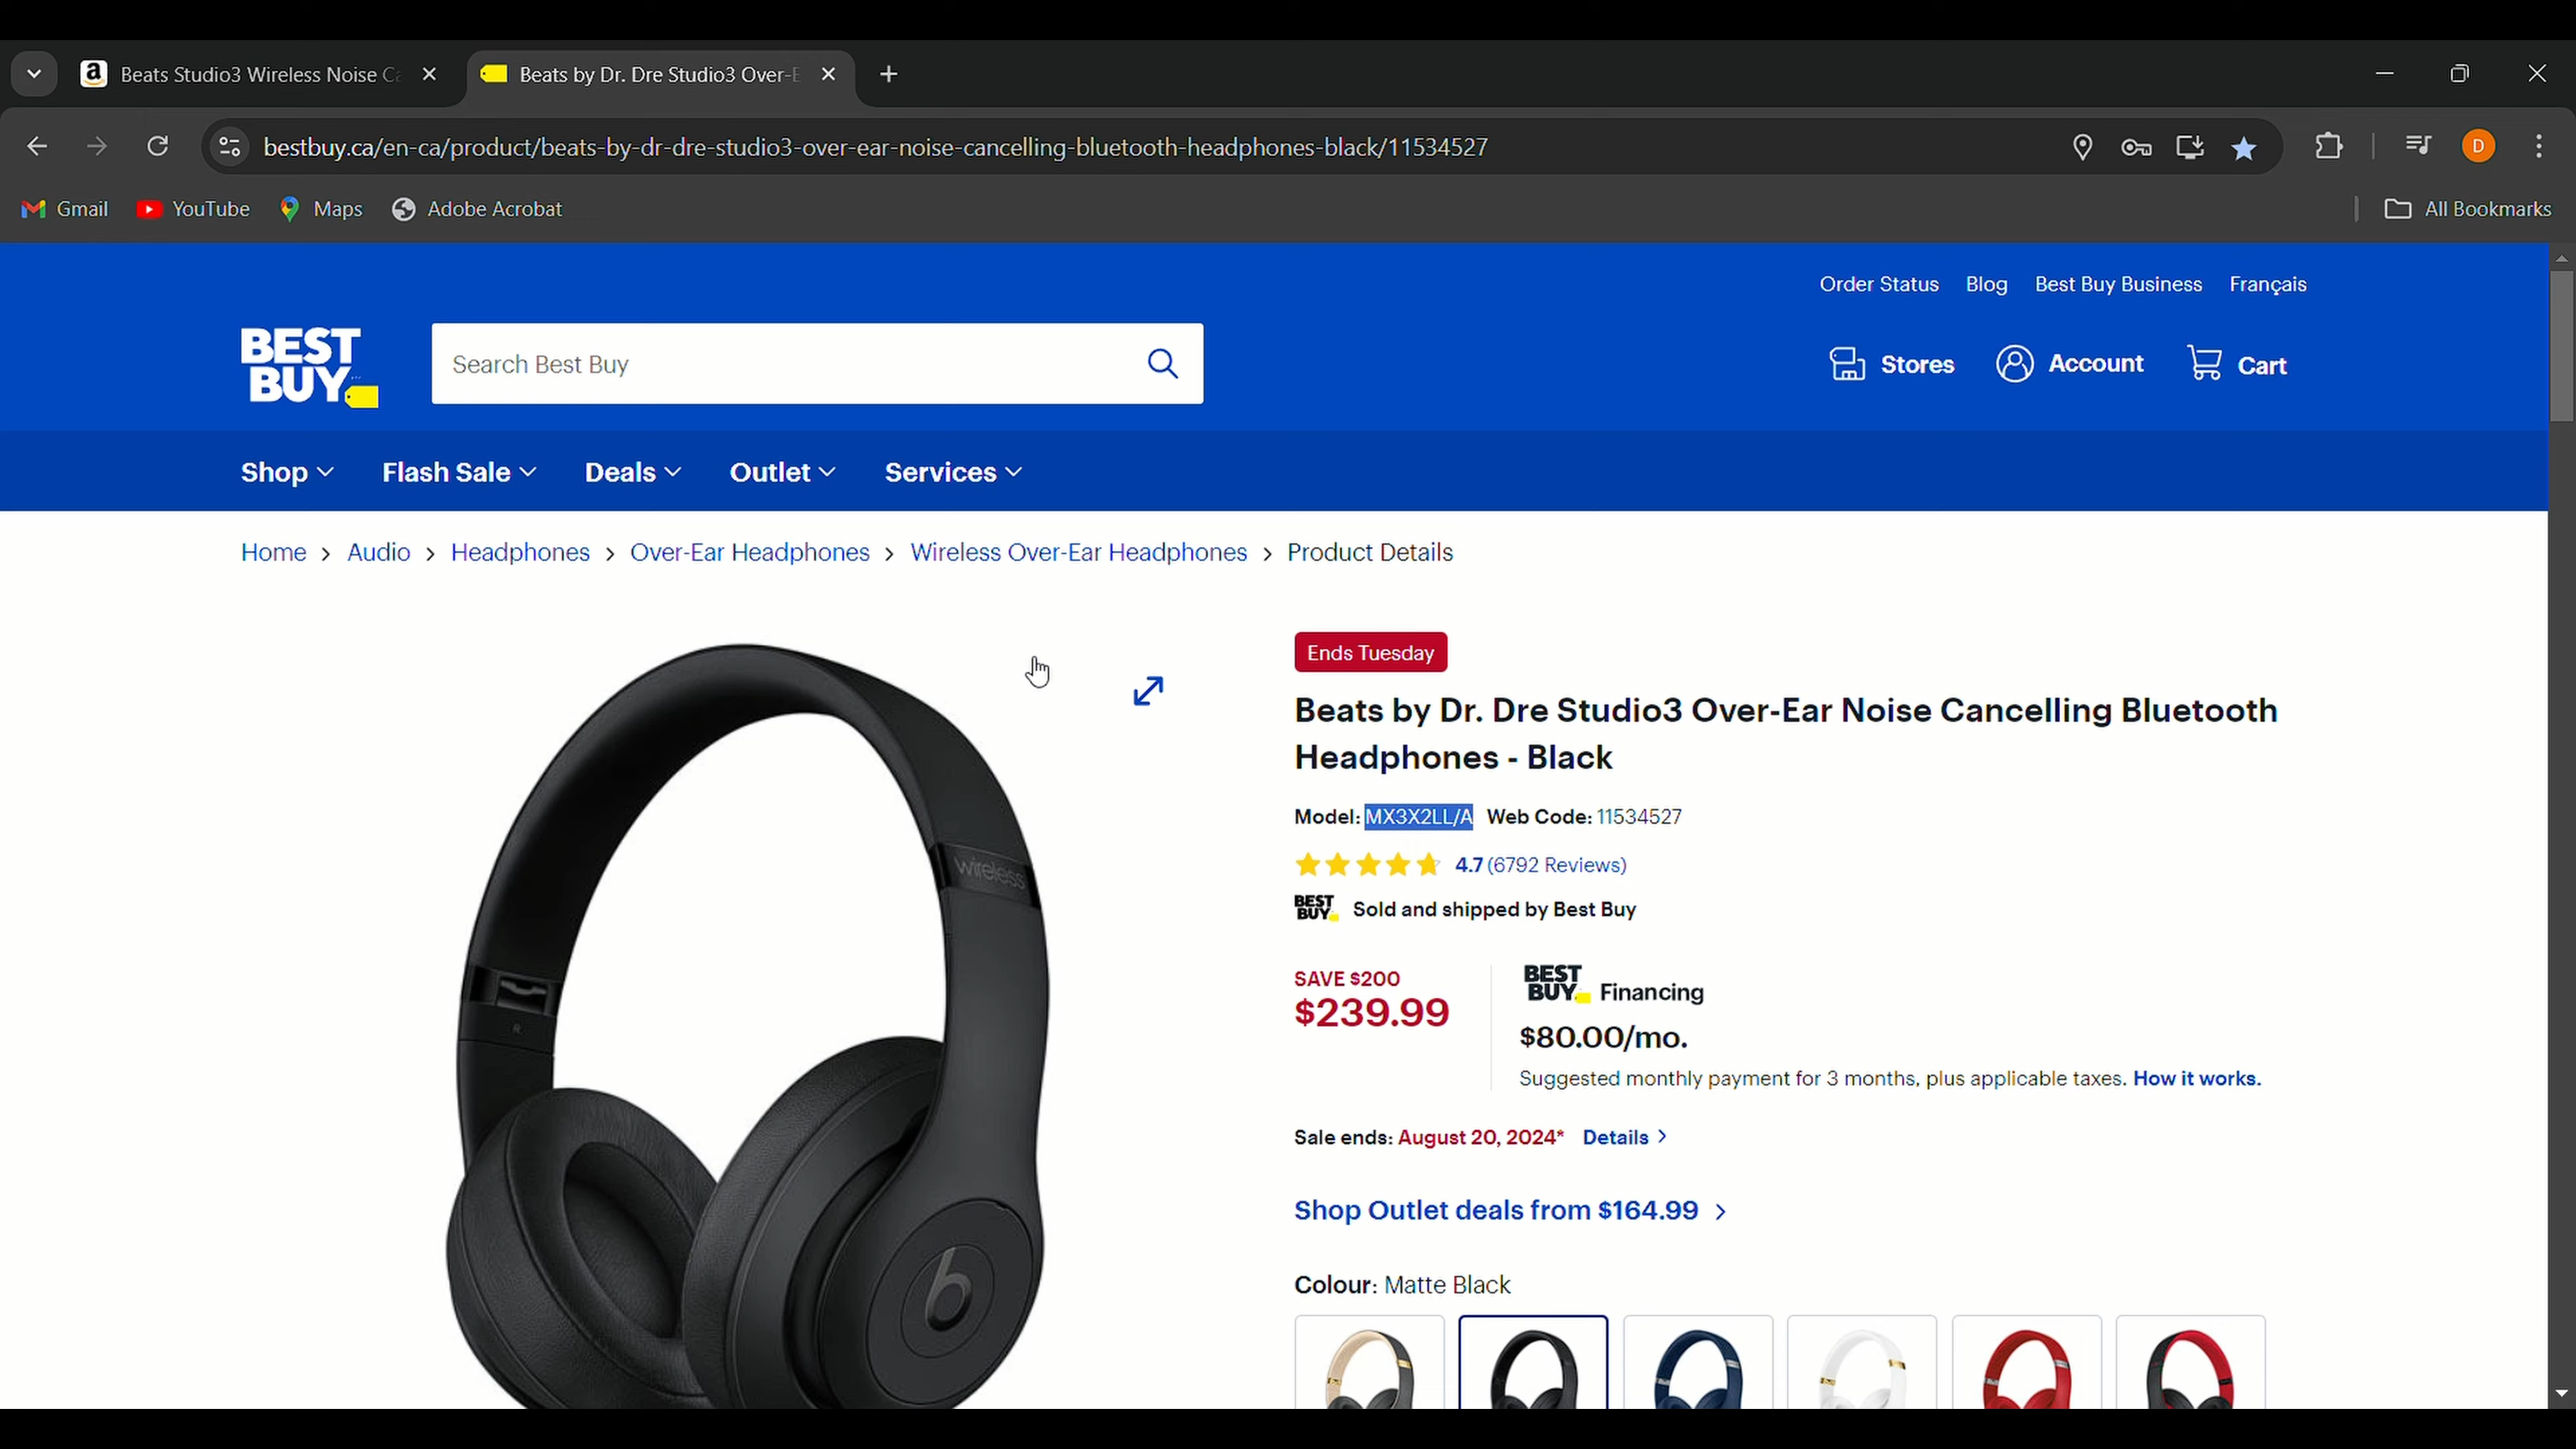 Beats Studio3 Wireless Noise Ca
Beats by Dr. Dre Studio3 Over-E
bestbuy.ca/en-ca/product/beats-by-dr-dre-studio3-over-ear-noise-cancelling-bluetooth-headphones-black/11534527
D
Gmail YouTube Maps Adobe Acrobat All Bookmarks
Order Status Blog Best Buy Business Français
BEST
BUY
Search Best Buy
Stores Account Cart
Shop Flash Sale Deals Outlet Services
Home > Audio > Headphones > Over-Ear Headphones > Wireless Over-Ear Headphones > Product Details
wireless
R
b
Ends Tuesday
Beats by Dr. Dre Studio3 Over-Ear Noise Cancelling Bluetooth
Headphones - Black
Model: MX3X2LL/A Web Code: 11534527
4.7 (6792 Reviews)
BEST
BUY
Sold and shipped by Best Buy
SAVE $200
$239.99
BEST
BUY
Financing
$80.00/mo.
Suggested monthly payment for 3 months, plus applicable taxes. How it works.
Sale ends: August 20, 2024* Details >
Shop Outlet deals from $164.99 >
Colour: Matte Black